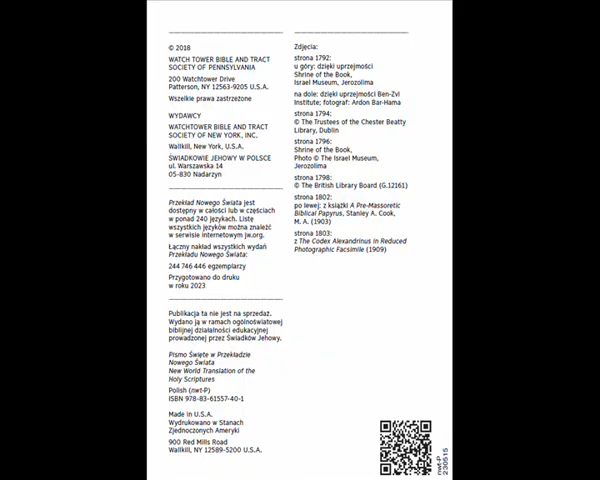 © 2018
WATCH TOWER BIBLE AND TRACT
SOCIETY OF PENNSYLVANIA
200 Watchtower Drive
Patterson, NY 12563-9205 U.S.A.
Wszelkie prawa zastrzeżone
WYDAWCY
WATCHTOWER BIBLE AND TRACT
SOCIETY OF NEW YORK, INC.
Wallkill, New York, U.S.A.
ŚWIADKOWIE JEHOWY W POLSCE
ul. Warszawska 14
05-830 Nadarzyn
Przekład Nowego Świata jest
dostępny w całości lub w częściach
w ponad 240 językach. Listę
wszystkich języków można znaleźć
w serwisie internetowym jw.org.
Łączny nakład wszystkich wydań
Przekładu Nowego Świata:
244 746 446 egzemplarzy
Przygotowano do druku
w roku 2023
Publikacja ta nie jest na sprzedaż.
Wydano ją w ramach ogólnoświatowej
biblijnej działalności edukacyjnej
prowadzonej przez Świadków Jehowy.
Pismo Święte w Przekładzie
Nowego Świata
New World Translation of the
Holy Scriptures
Polish (nwt-P)
ISBN 978-83-61557-40-1
Made in U.S.A.
Wydrukowano w Stanach
Zjednoczonych Ameryki
900 Red Mills Road
Wallkill, NY 12589-5200 U.S.A.
Zdjęcia:
strona 1792:
u góry: dzięki uprzejmości
Shrine of the Book,
Israel Museum, Jerozolima
na dole: dzięki uprzejmości Ben-Zvi
Institute; fotograf: Ardon Bar-Hama
strona 1794:
© The Trustees of the Chester Beatty
Library, Dublin
strona 1796:
Shrine of the Book,
Photo © The Israel Museum,
Jerozolima
strona 1798:
© The British Library Board (G.12161)
strona 1802:
po lewej: z książki A Pre-Massoretic
Biblical Papyrus, Stanley A. Cook,
M. A. (1903)
strona 1803:
z The Codex Alexandrinus in Reduced
Photographic Facsimile (1909)
nwt-P
230515